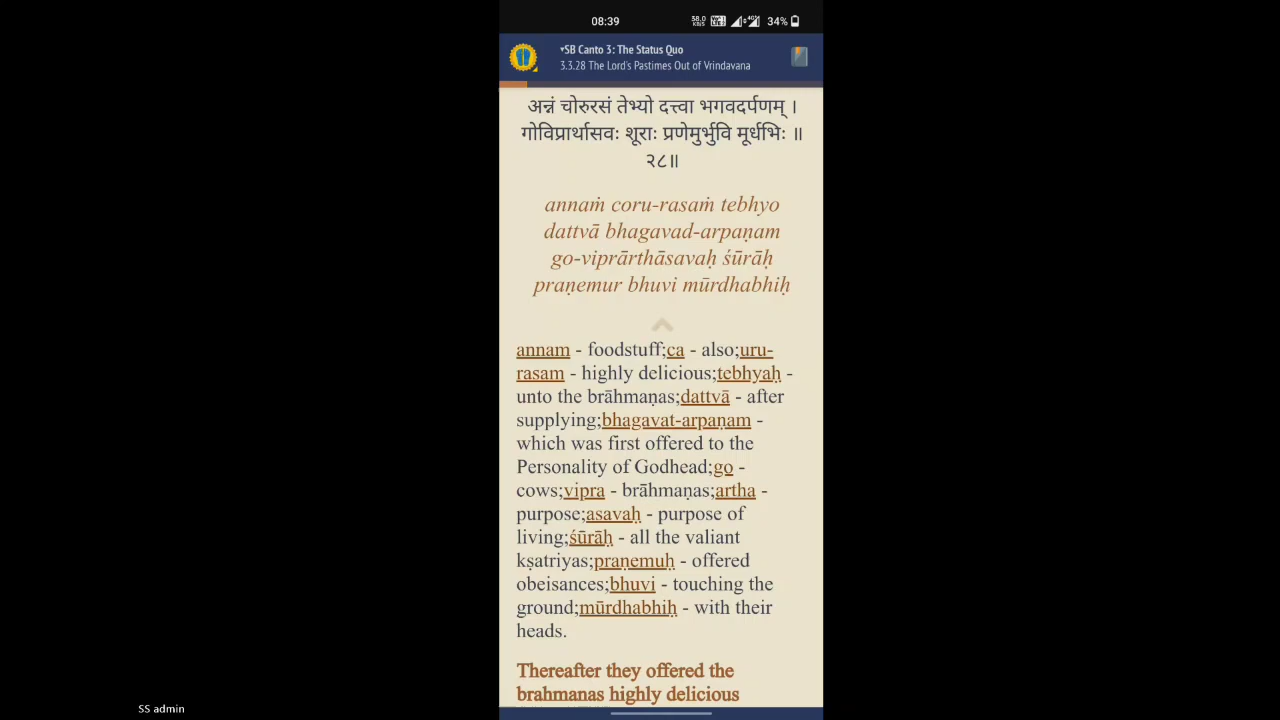 08:39
58.0 KB/S 4G 34%
▾SB Canto 3: The Status Quo
3.3.28 The Lord's Pastimes Out of Vrindavana
अन्नं चोरुरसं तेभ्यो दत्त्वा भगवदर्पणम् ।
गोविप्रार्थासवः शूराः प्रणेमुर्भुवि मूर्धभिः ॥
२८॥
annaṁ coru-rasaṁ tebhyo
dattvā bhagavad-arpaṇam
go-viprārthāsavaḥ śūrāḥ
praṇemur bhuvi mūrdhabhiḥ
annam - foodstuff;ca - also;uru-
rasam - highly delicious;tebhyaḥ -
unto the brāhmaṇas;dattvā - after
supplying;bhagavat-arpaṇam -
which was first offered to the
Personality of Godhead;go -
cows;vipra - brāhmaṇas;artha -
purpose;asavaḥ - purpose of
living;śūrāḥ - all the valiant
kṣatriyas;praṇemuḥ - offered
obeisances;bhuvi - touching the
ground;mūrdhabhiḥ - with their
heads.
Thereafter they offered the
brahmanas highly delicious
SS admin